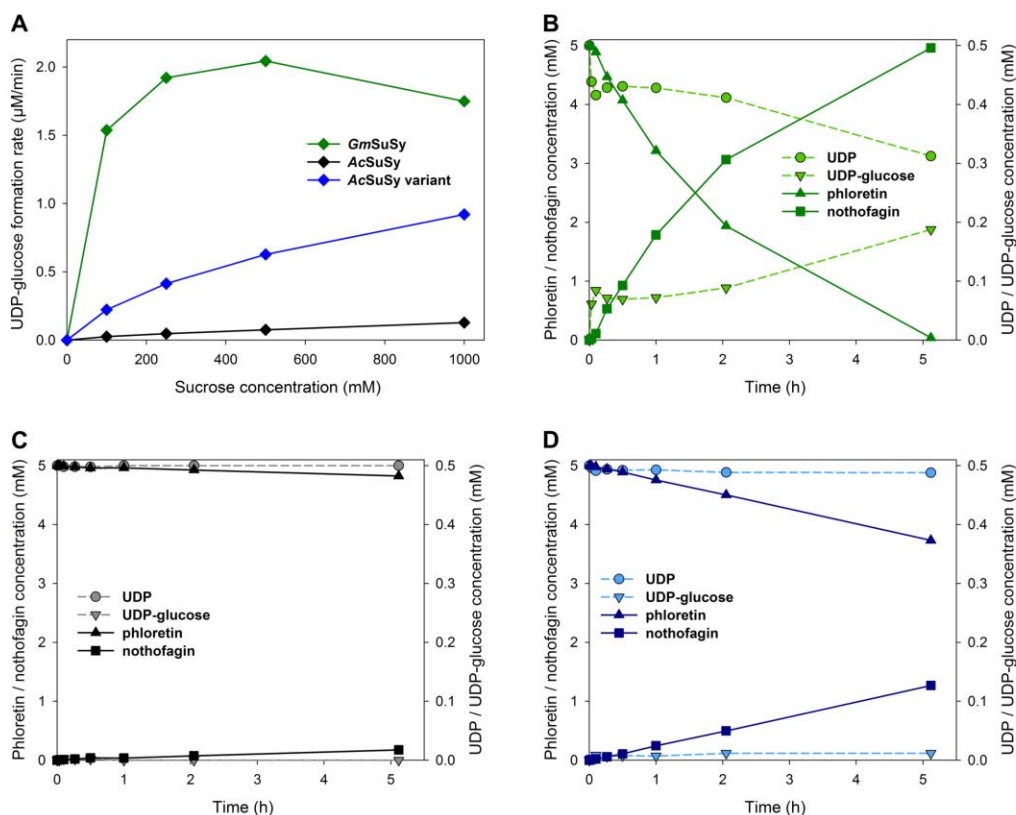 A
UDP-glucose formation rate (µM/min)
2.0
1.5
1.0
0.5
0.0
GmSuSy
AcSuSy
AcSuSy variant
0
200
400
600
800
1000
Sucrose concentration (mM)
B
Phloretin / nothofagin concentration (mM)
5
4
3
2
1
0
UDP
UDP-glucose
phloretin
nothofagin
0.5
0.4
0.3
0.2
0.1
0.0
UDP / UDP-glucose concentration (mM)
0
1
2
3
4
5
Time (h)
C
Phloretin / nothofagin concentration (mM)
5
4
3
2
1
0
UDP
UDP-glucose
phloretin
nothofagin
0.5
0.4
0.3
0.2
0.1
0.0
UDP / UDP-glucose concentration (mM)
0
1
2
3
4
5
Time (h)
D
Phloretin / nothofagin concentration (mM)
5
4
3
2
1
0
UDP
UDP-glucose
phloretin
nothofagin
0.5
0.4
0.3
0.2
0.1
0.0
UDP / UDP-glucose concentration (mM)
0
1
2
3
4
5
Time (h)